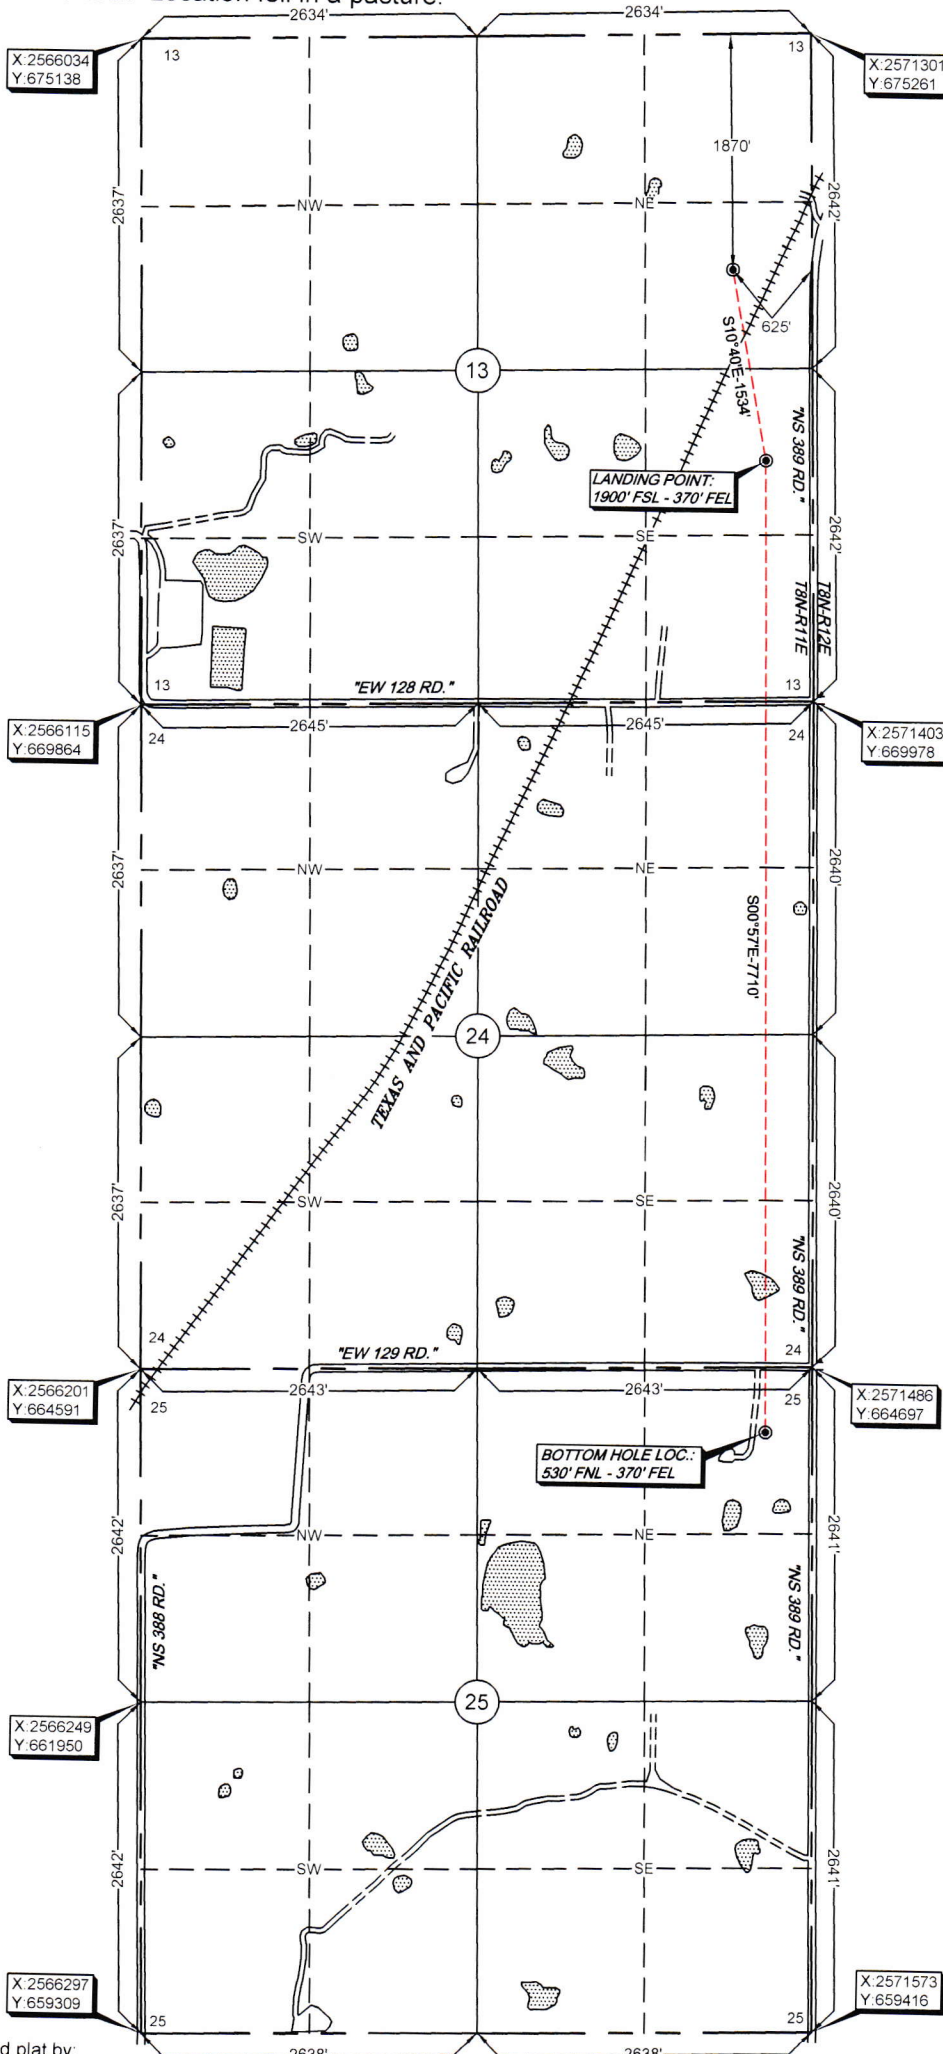 Location fell in a pasture.
2634'
2634'
X:2566034
Y:675138
13
13
X:2571301
Y:675261
1870'
2637'
NW
NE
2642'
625'
S10°40'E-1534'
13
"NS 389 RD."
LANDING POINT:
1900' FSL - 370' FEL
2637'
SW
SE
2642'
T8N-R11E
T8N-R12E
13
"EW 128 RD."
13
X:2566115
Y:669864
24
2645'
2645'
24
X:2571403
Y:669978
2637'
NW
NE
2640'
S00°57'E-7710'
TEXAS AND PACIFIC RAILROAD
24
2637'
SW
SE
2640'
"NS 389 RD."
24
"EW 129 RD."
24
X:2566201
Y:664591
25
2643'
2643'
25
X:2571486
Y:664697
BOTTOM HOLE LOC.:
530' FNL - 370' FEL
2642'
NW
NE
2641'
"NS 388 RD."
"NS 389 RD."
25
X:2566249
Y:661950
2642'
SW
SE
2641'
X:2566297
Y:659309
25
25
X:2571573
Y:659416
d plat by:
2638'
2638'